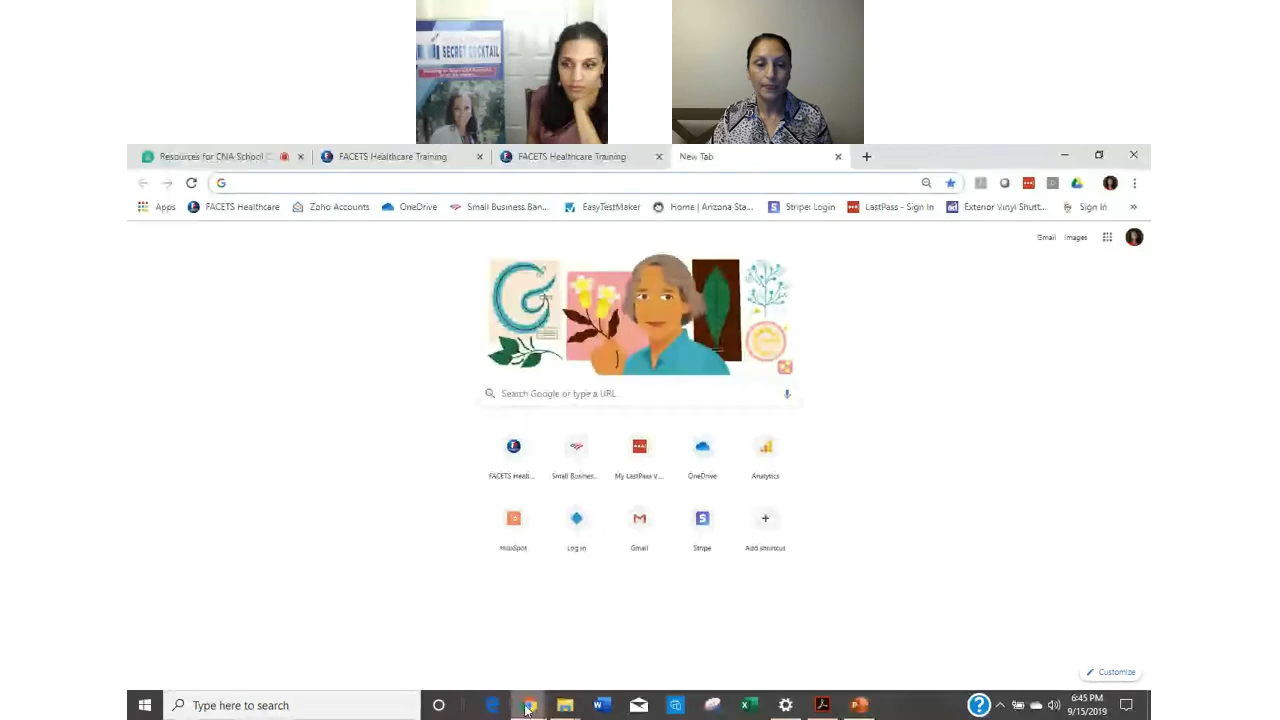 SECRET COCKTAIL
Resources for CNA School C
FACETS Healthcare Training
FACETS Healthcare Training
New Tab
Apps
FACETS Healthcare
Zoho Accounts
OneDrive
Small Business Ban...
EasyTestMaker
Home | Arizona Sta...
Stripe: Login
LastPass - Sign In
Exterior Vinyl Shutt...
Sign In
»
Gmail
Images
Search Google or type a URL
FACETS Healt...
Small Busines...
My LastPass V...
OneDrive
Analytics
HubSpot
Log in
Gmail
Stripe
Add shortcut
Customize
Type here to search
6:45 PM
9/15/2019